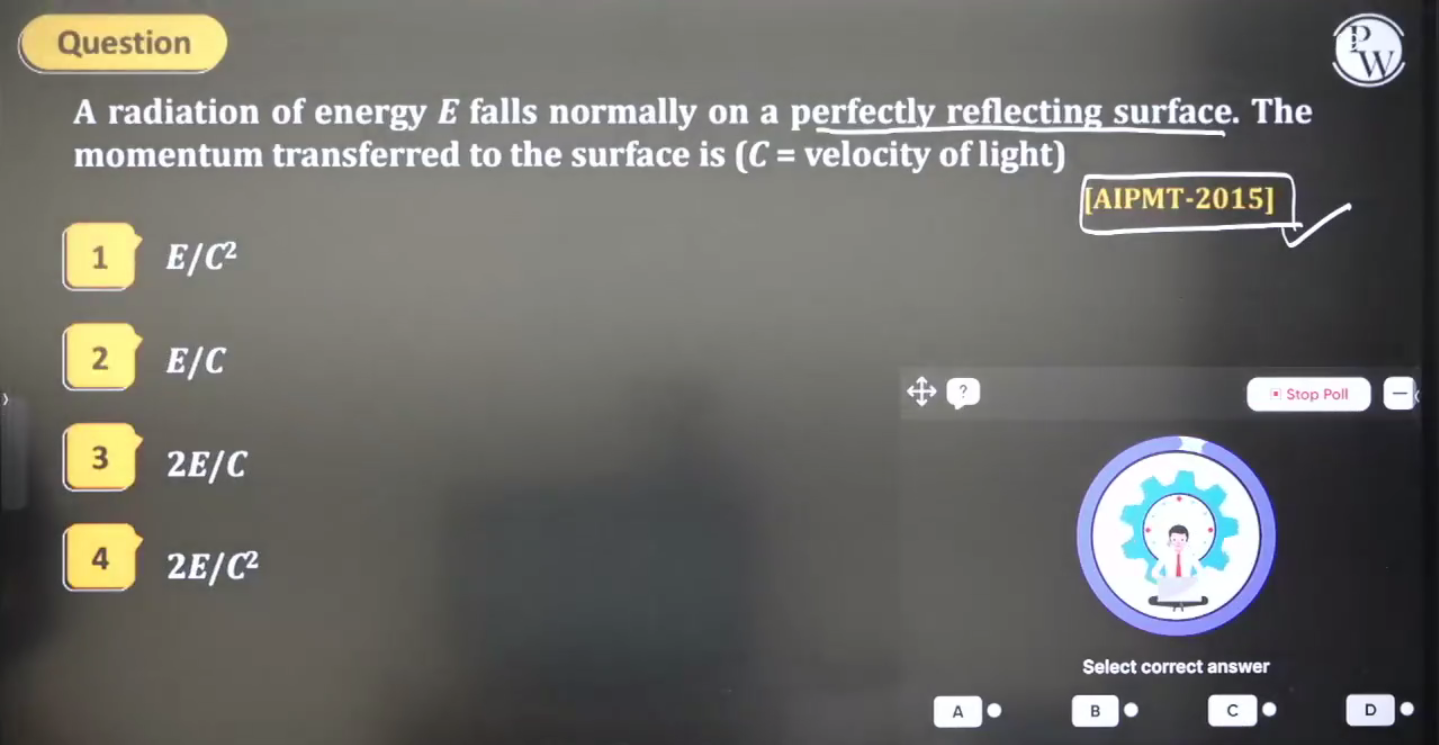 Question
PW
A radiation of energy E falls normally on a perfectly reflecting surface. The
momentum transferred to the surface is (C = velocity of light)
[AIPMT-2015]
1 E/C²
2 E/C
3 2E/C
4 2E/C²
?
Stop Poll
Select correct answer
A B C D